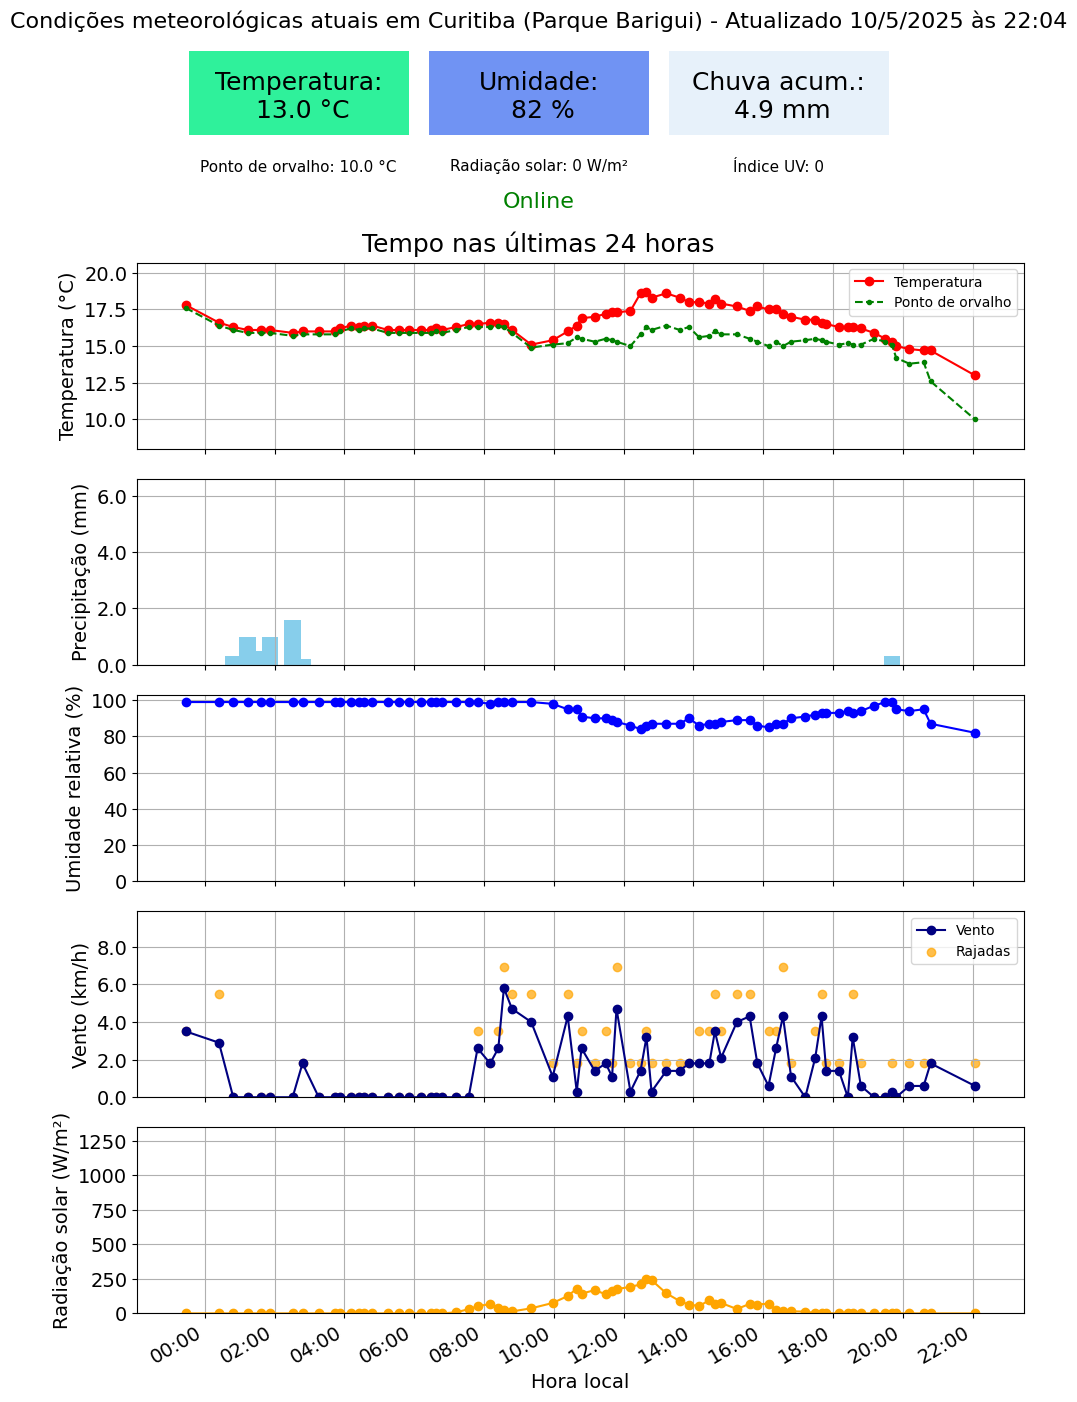 Condições meteorológicas atuais em Curitiba (Parque Barigui) - Atualizado 10/5/2025 às 22:04
Temperatura:
13.0 °C
Umidade:
82 %
Chuva acum.:
4.9 mm
Ponto de orvalho: 10.0 °C
Radiação solar: 0 W/m²
Índice UV: 0
Online
Tempo nas últimas 24 horas
Temperatura (°C)
20.0
17.5
15.0
12.5
10.0
Temperatura
Ponto de orvalho
Precipitação (mm)
6.0
4.0
2.0
0.0
Umidade relativa (%)
100
80
60
40
20
0
Vento (km/h)
8.0
6.0
4.0
2.0
0.0
Vento
Rajadas
Radiação solar (W/m²)
1250
1000
750
500
250
0
00:00
02:00
04:00
06:00
08:00
10:00
12:00
14:00
16:00
18:00
20:00
22:00
Hora local